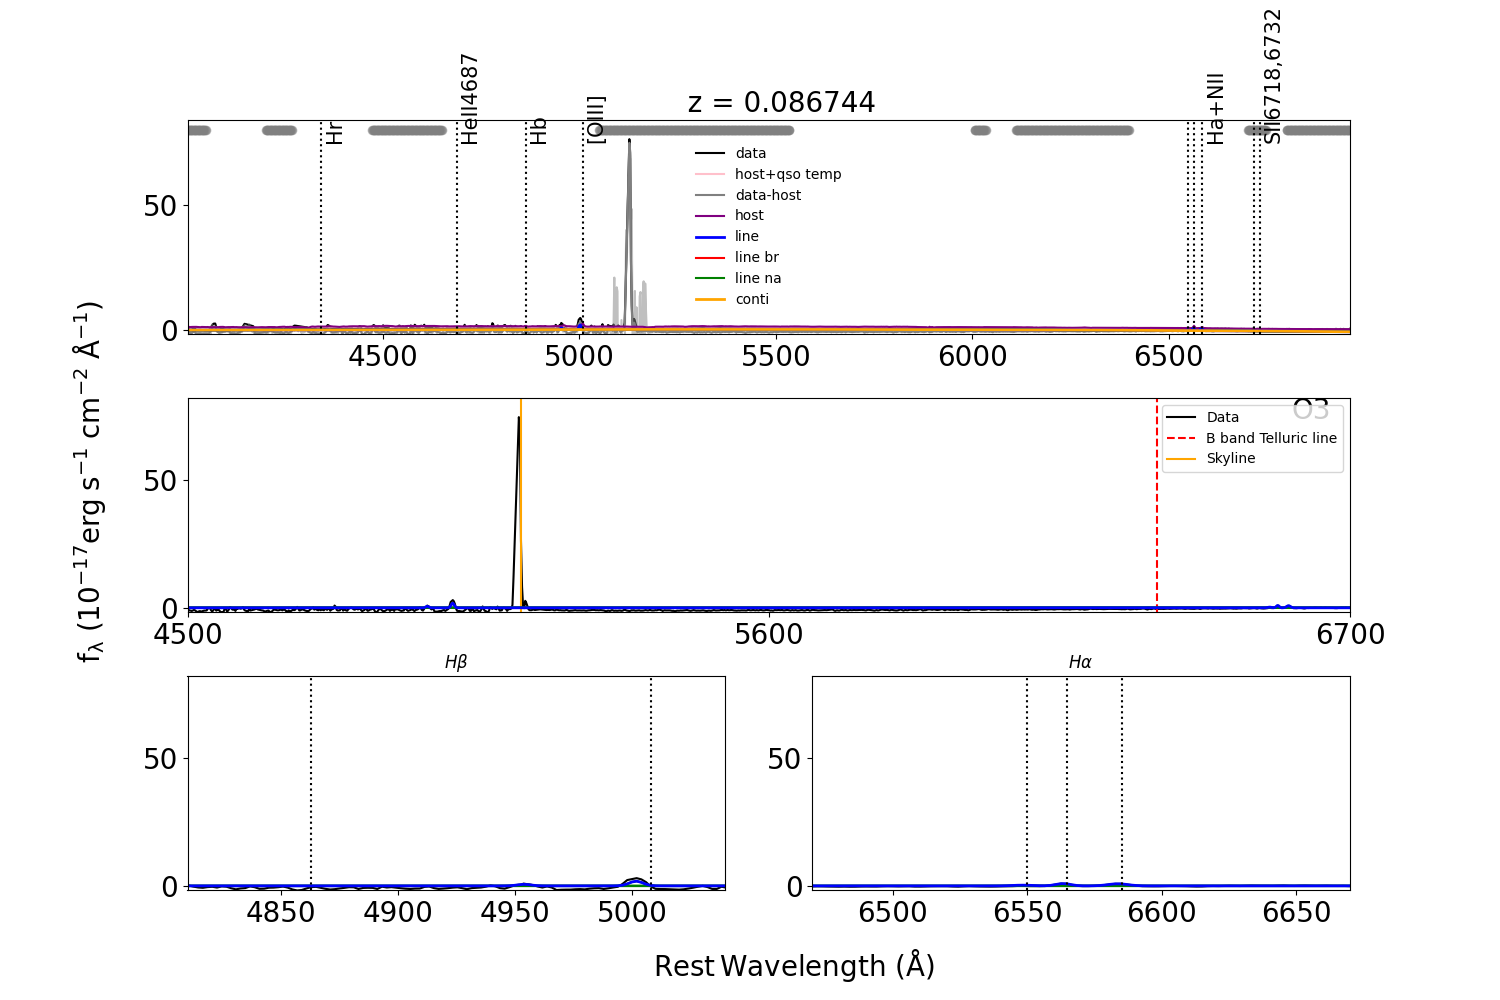 z = 0.086744
Hr
HeII4687
Hb
[OIII]
Ha+NII
SII6718,6732
data
host+qso temp
data-host
host
line
line br
line na
conti
50
0
4500
5000
5500
6000
6500
O3
Data
B band Telluric line
Skyline
50
0
4500
5600
6700
fλ (10⁻¹⁷erg s⁻¹ cm⁻² Å⁻¹)
Hβ
50
0
4850
4900
4950
5000
Hα
50
0
6500
6550
6600
6650
Rest Wavelength (Å)